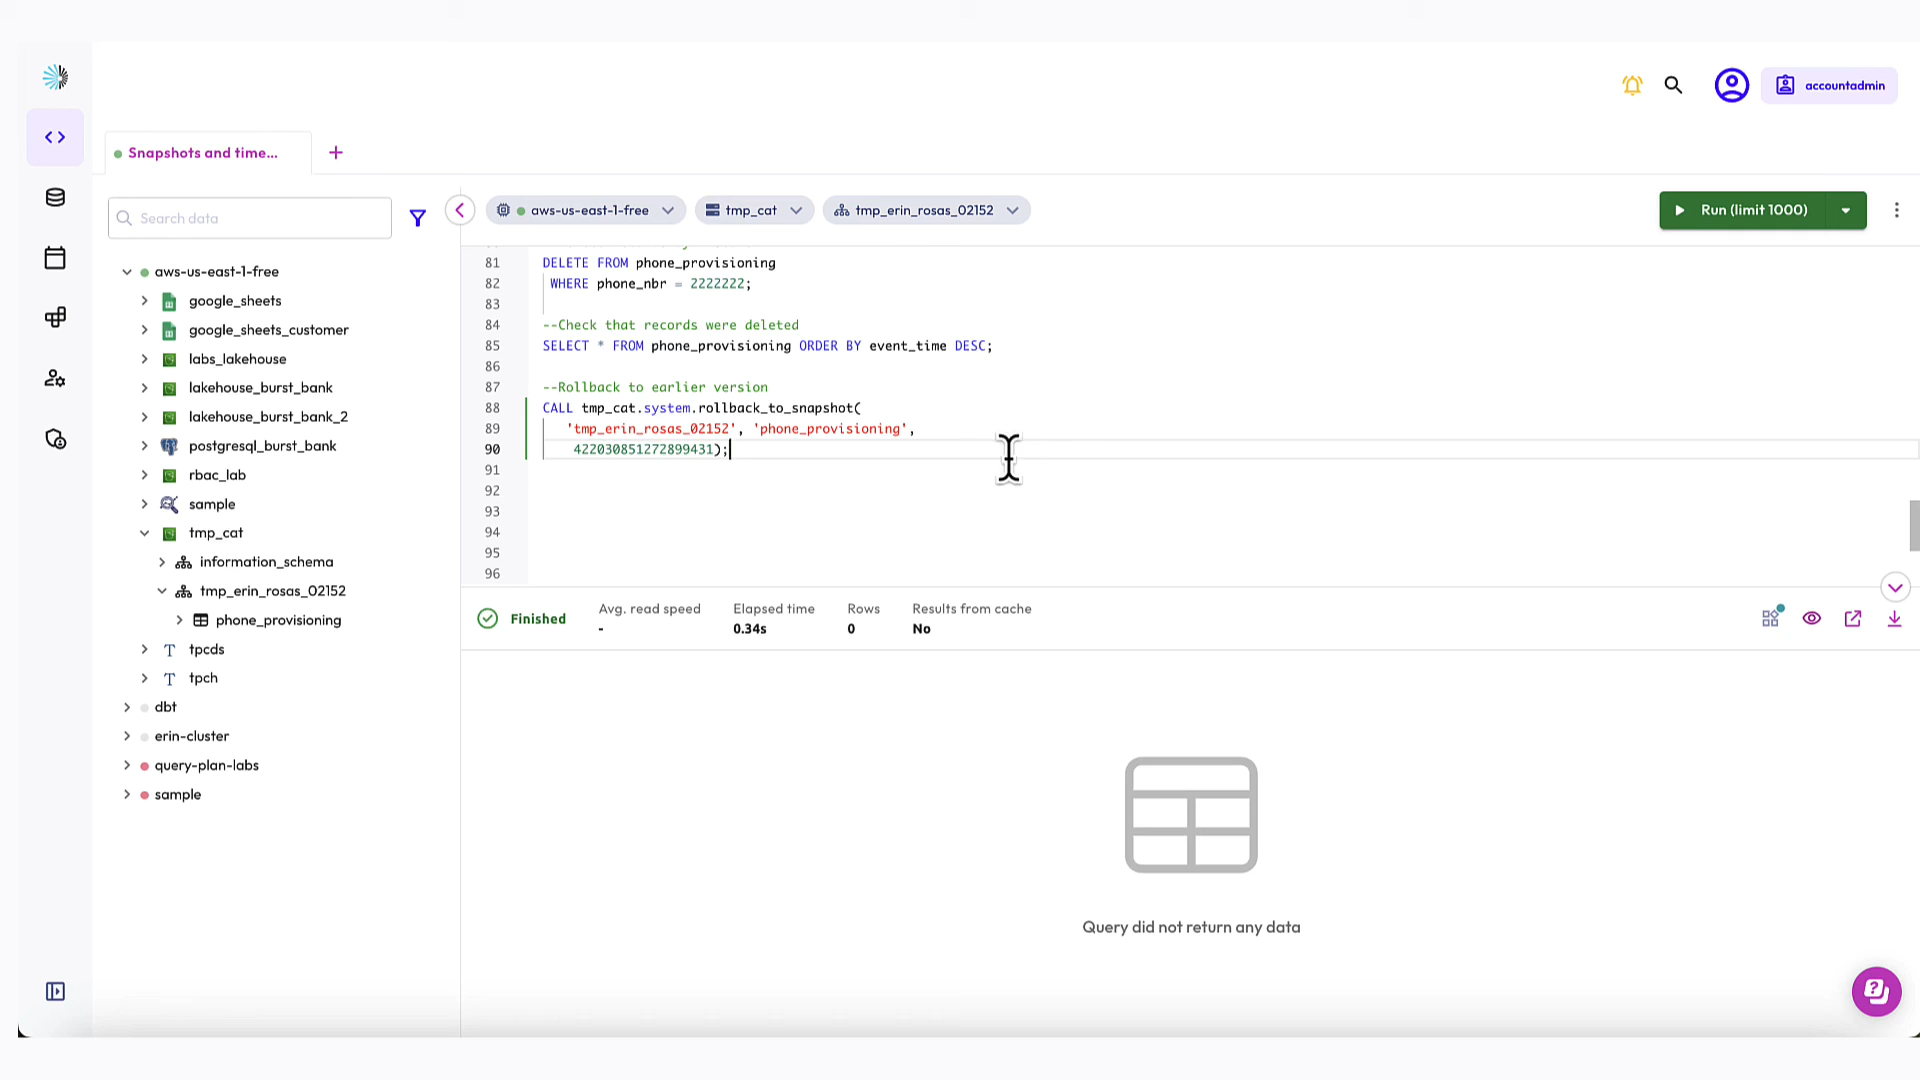 accountadmin
Snapshots and time...
Search data
aws-us-east-1-free
tmp_cat
tmp_erin_rosas_02152
Run (limit 1000)
aws-us-east-1-free
google_sheets
google_sheets_customer
labs_lakehouse
lakehouse_burst_bank
lakehouse_burst_bank_2
postgresql_burst_bank
rbac_lab
sample
tmp_cat
information_schema
tmp_erin_rosas_02152
phone_provisioning
tpcds
tpch
dbt
erin-cluster
query-plan-labs
sample
81 DELETE FROM phone_provisioning
82 WHERE phone_nbr = 2222222;
83
84 --Check that records were deleted
85 SELECT * FROM phone_provisioning ORDER BY event_time DESC;
86
87 --Rollback to earlier version
88 CALL tmp_cat.system.rollback_to_snapshot(
89 'tmp_erin_rosas_02152', 'phone_provisioning',
90 422030851272899431);
91
92
93
94
95
96
Finished
Avg. read speed
-
Elapsed time
0.34s
Rows
0
Results from cache
No
Query did not return any data